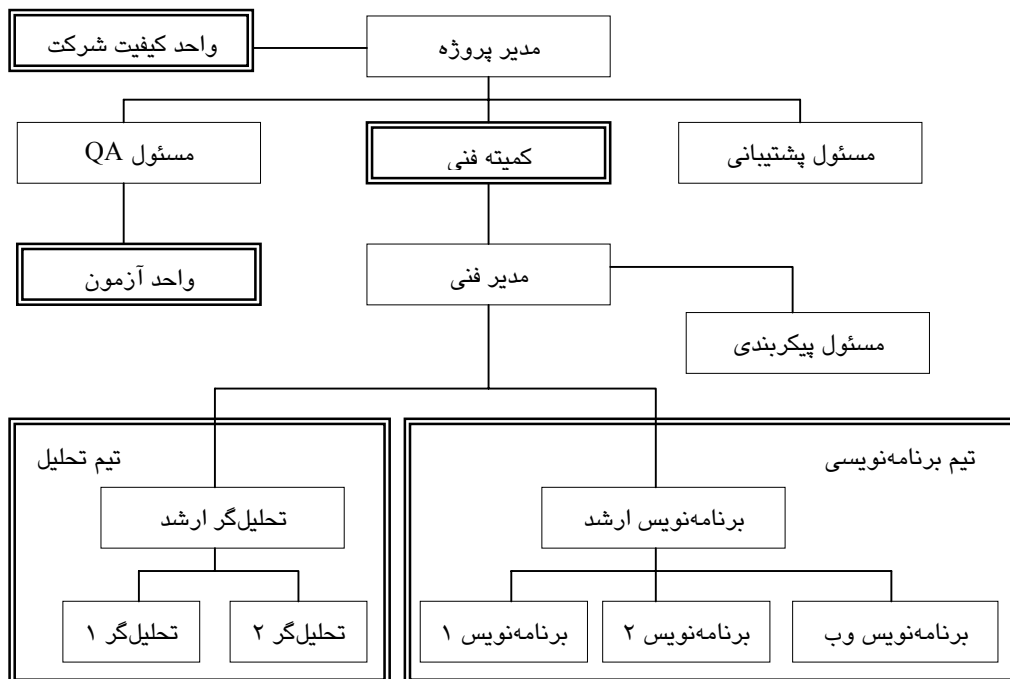 مدیر پروژه
واحد کیفیت شرکت
مسئول پشتیبانی
کمیته فنی
مسئول QA
مدیر فنی
واحد آزمون
مسئول پیکربندی
تیم برنامه‌نویسی
تیم تحلیل
برنامه‌نویس ارشد
تحلیل‌گر ارشد
برنامه‌نویس وب
برنامه‌نویس ۲
برنامه‌نویس ۱
تحلیل‌گر ۲
تحلیل‌گر ۱